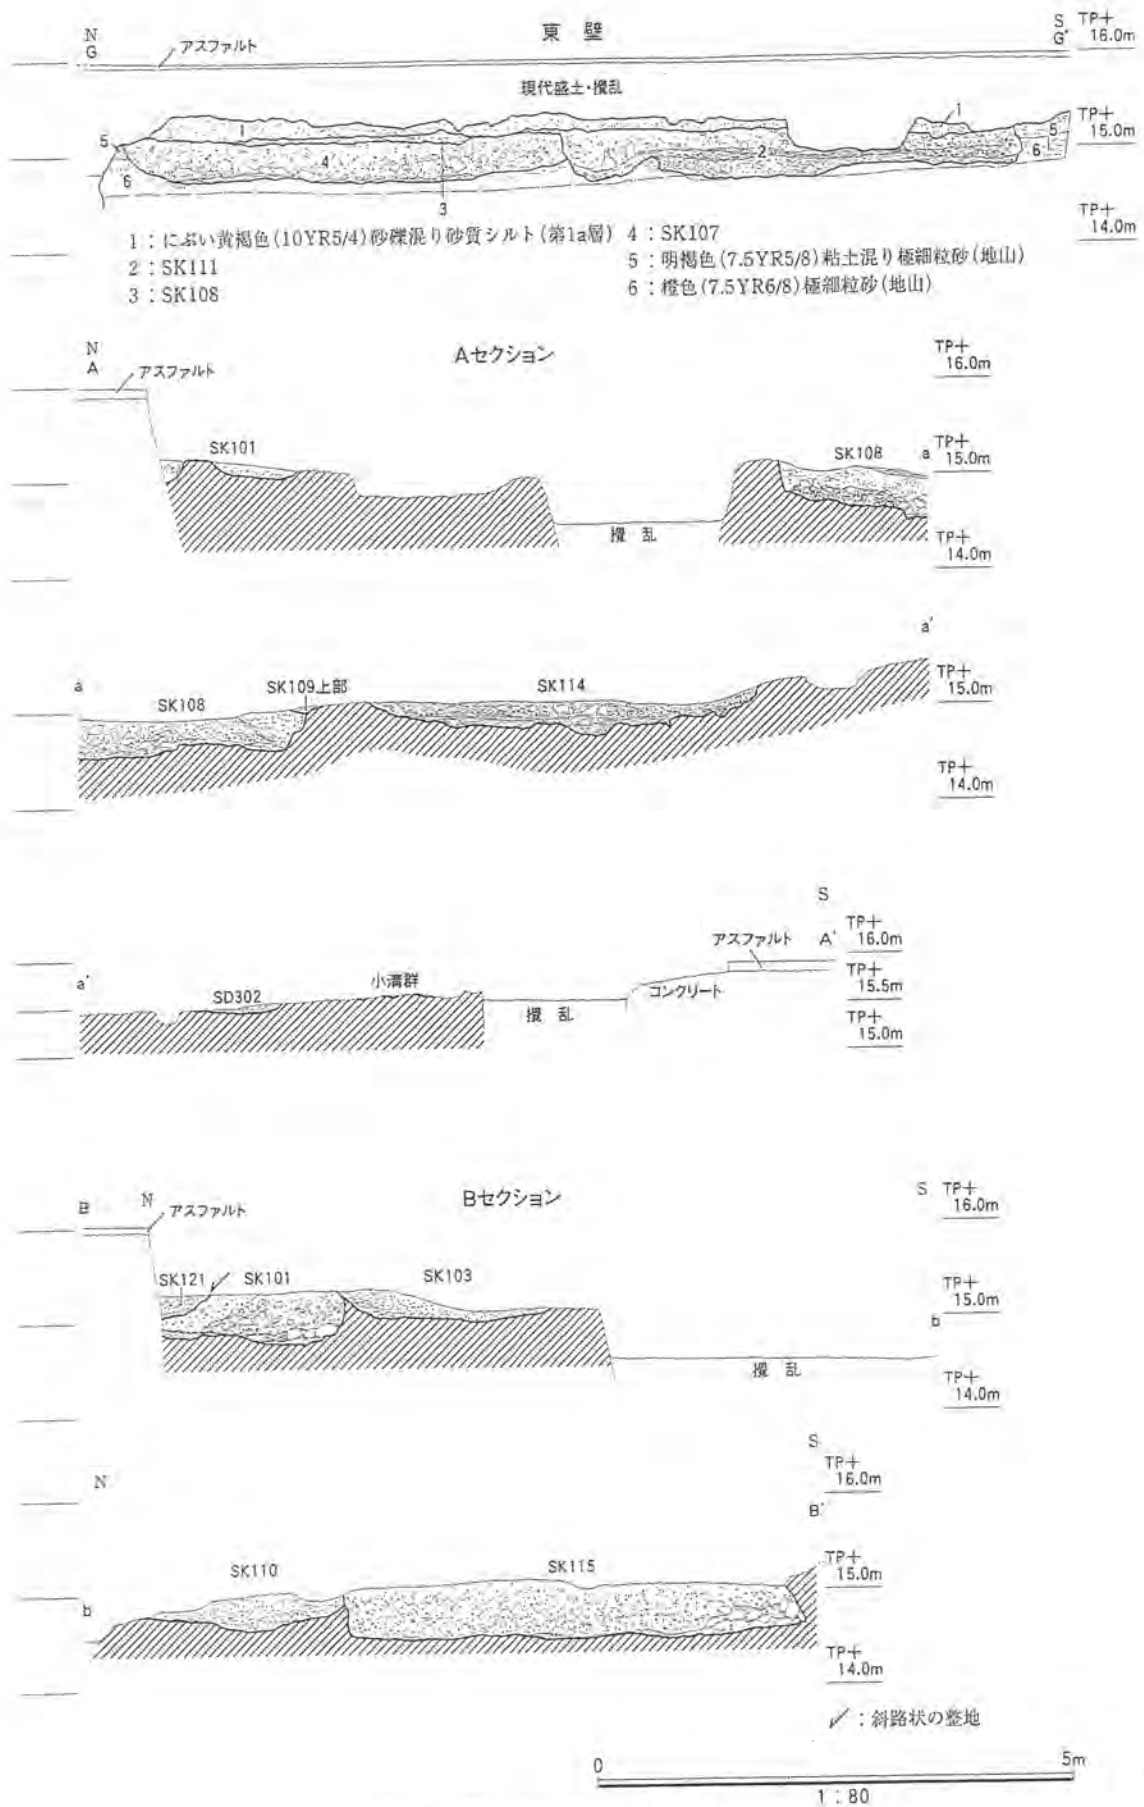 東 壁
N
G
アスファルト
S
G'
TP+
16.0m
現代盛土・攪乱
1
1
TP+
15.0m
5
4
2
5
6
6
3
TP+
14.0m
1：にぶい黄褐色(10YR5/4)砂礫混り砂質シルト(第1a層)
2：SK111
3：SK108
4：SK107
5：明褐色(7.5YR5/8)粘土混り極細粒砂(地山)
6：橙色(7.5YR6/8)極細粒砂(地山)
Aセクション
N
A
アスファルト
TP+
16.0m
SK101
SK108
a
TP+
15.0m
攪 乱
TP+
14.0m
a'
a
SK108
SK109上部
SK114
TP+
15.0m
TP+
14.0m
S
A'
TP+
16.0m
アスファルト
a'
SD302
小溝群
攪 乱
コンクリート
TP+
15.5m
TP+
15.0m
Bセクション
B
N
アスファルト
S
TP+
16.0m
SK121
SK101
SK103
TP+
15.0m
b
攪 乱
TP+
14.0m
N
S
TP+
16.0m
B'
SK110
SK115
TP+
15.0m
b
TP+
14.0m
：斜路状の整地
0
5m
1：80